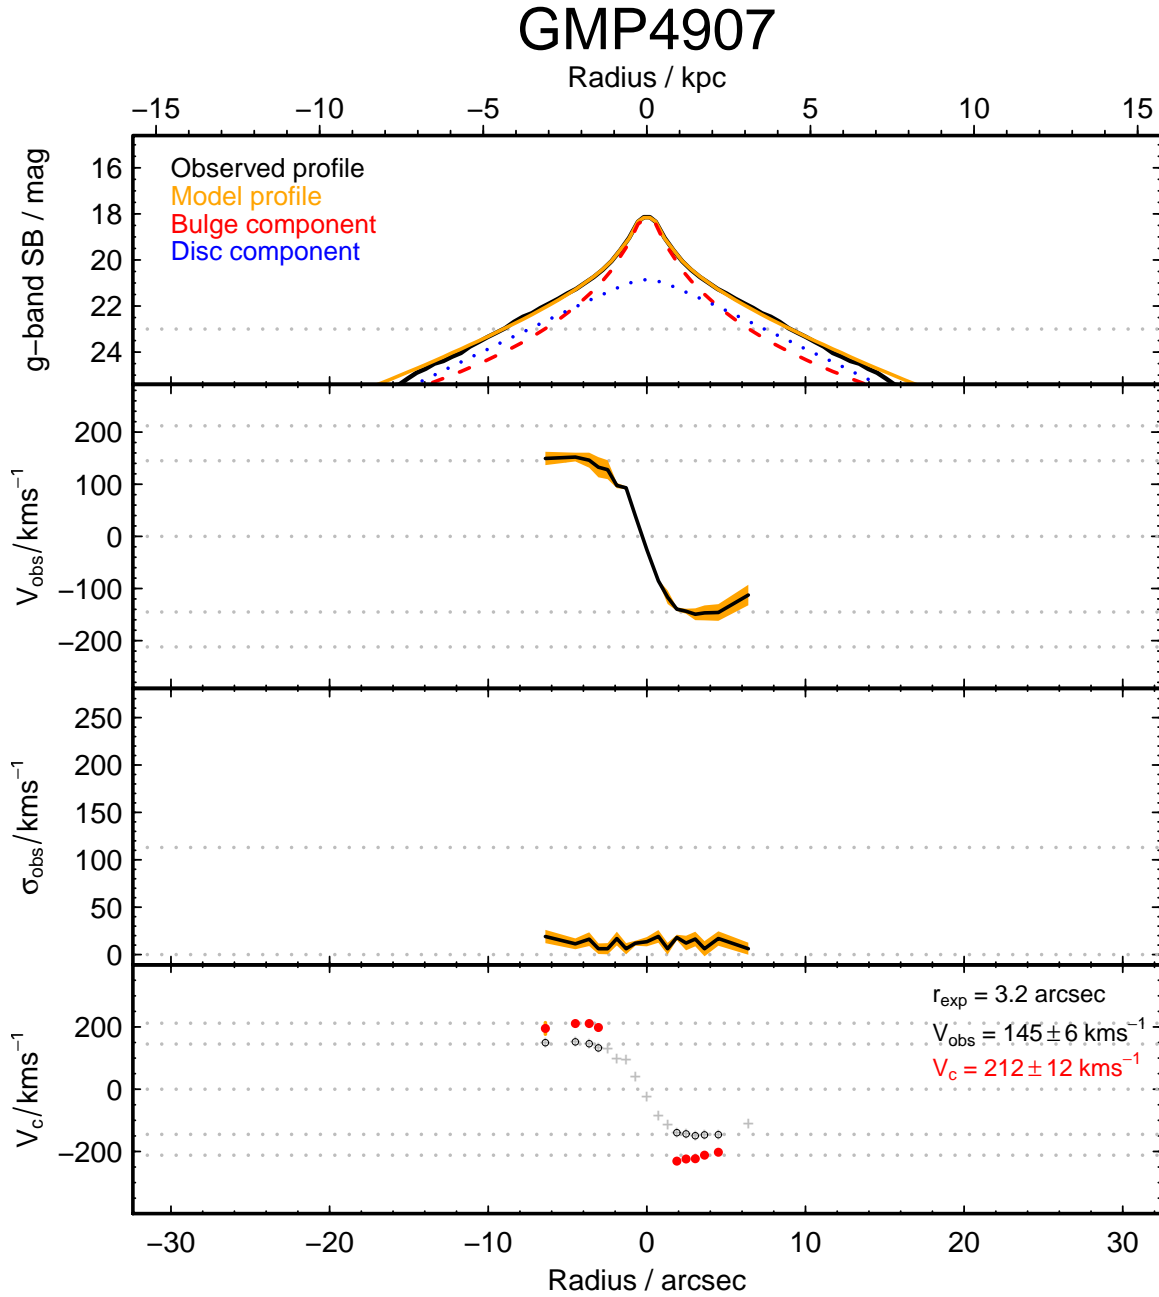 GMP4907
Radius / kpc
−15 −10 −5 0 5 10 15
g−band SB / mag
16
18
20
22
24
Observed profile
Model profile
Bulge component
Disc component
V_obs/kms⁻¹
200
100
0
−100
−200
σ_obs/kms⁻¹
250
200
150
100
50
0
V_c/kms⁻¹
200
0
−200
r_exp = 3.2 arcsec
V_obs = 145 ± 6 kms⁻¹
V_c = 212 ± 12 kms⁻¹
−30 −20 −10 0 10 20 30
Radius / arcsec